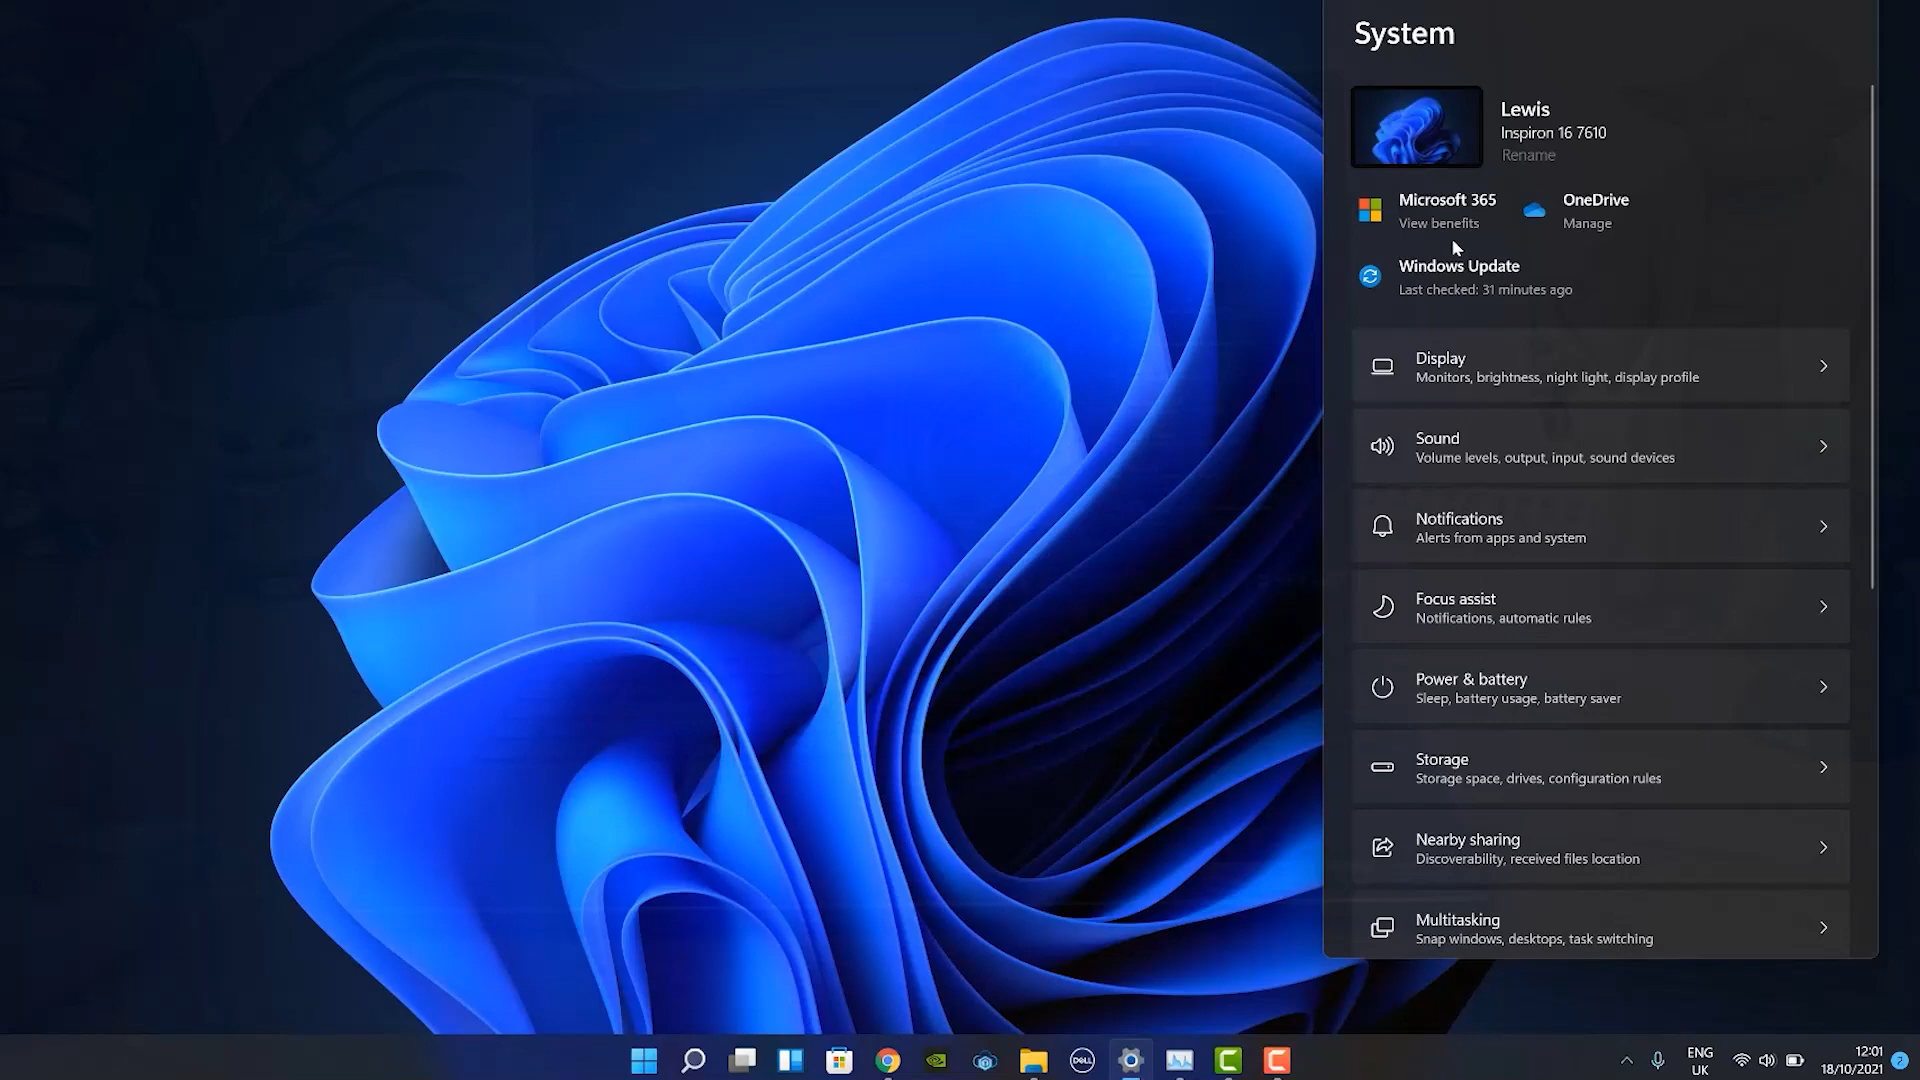 System
Lewis
Inspiron 16 7610
Rename
Microsoft 365
View benefits
OneDrive
Manage
Windows Update
Last checked: 31 minutes ago
Display
Monitors, brightness, night light, display profile
Sound
Volume levels, output, input, sound devices
Notifications
Alerts from apps and system
Focus assist
Notifications, automatic rules
Power & battery
Sleep, battery usage, battery saver
Storage
Storage space, drives, configuration rules
Nearby sharing
Discoverability, received files location
Multitasking
Snap windows, desktops, task switching
DELL
ENG
UK
12:01
18/10/2021
2